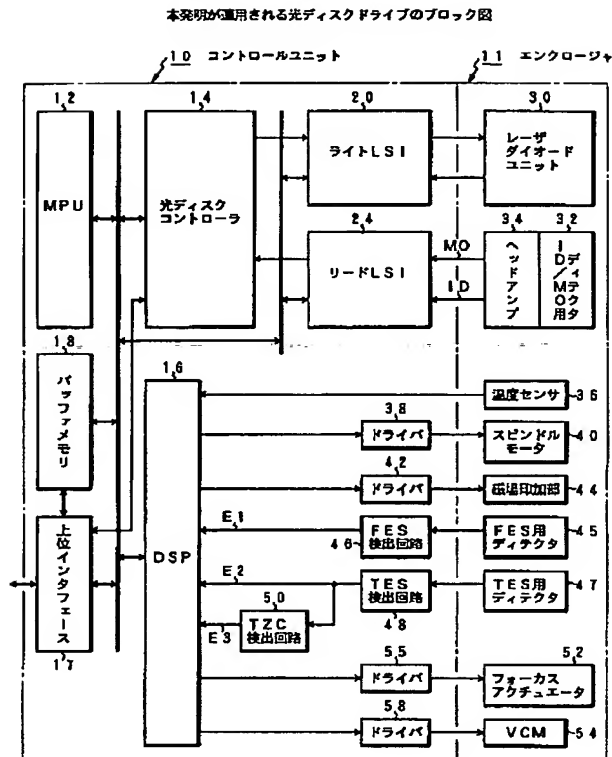 本発明が適用される光ディスクドライブのブロック図
10 コントロールユニット
11 エンクロージャ
12
MPU
14
光ディスク
コントローラ
20
ライトLSI
30
レーザ
ダイオード
ユニット
24
リードLSI
MO
ID
34
ヘッドアンプ
32
ID/MO用
ディテクタ
18
バッファメモリ
16
DSP
温度センサ
36
38
ドライバ
スピンドル
モータ
40
42
ドライバ
磁場印加部
44
E1
46
FES
検出回路
FES用
ディテクタ
45
E2
TES
検出回路
48
TES用
ディテクタ
47
50
E3
TZC
検出回路
上位インタフェース
17
55
ドライバ
52
フォーカス
アクチュエータ
58
ドライバ
VCM
54